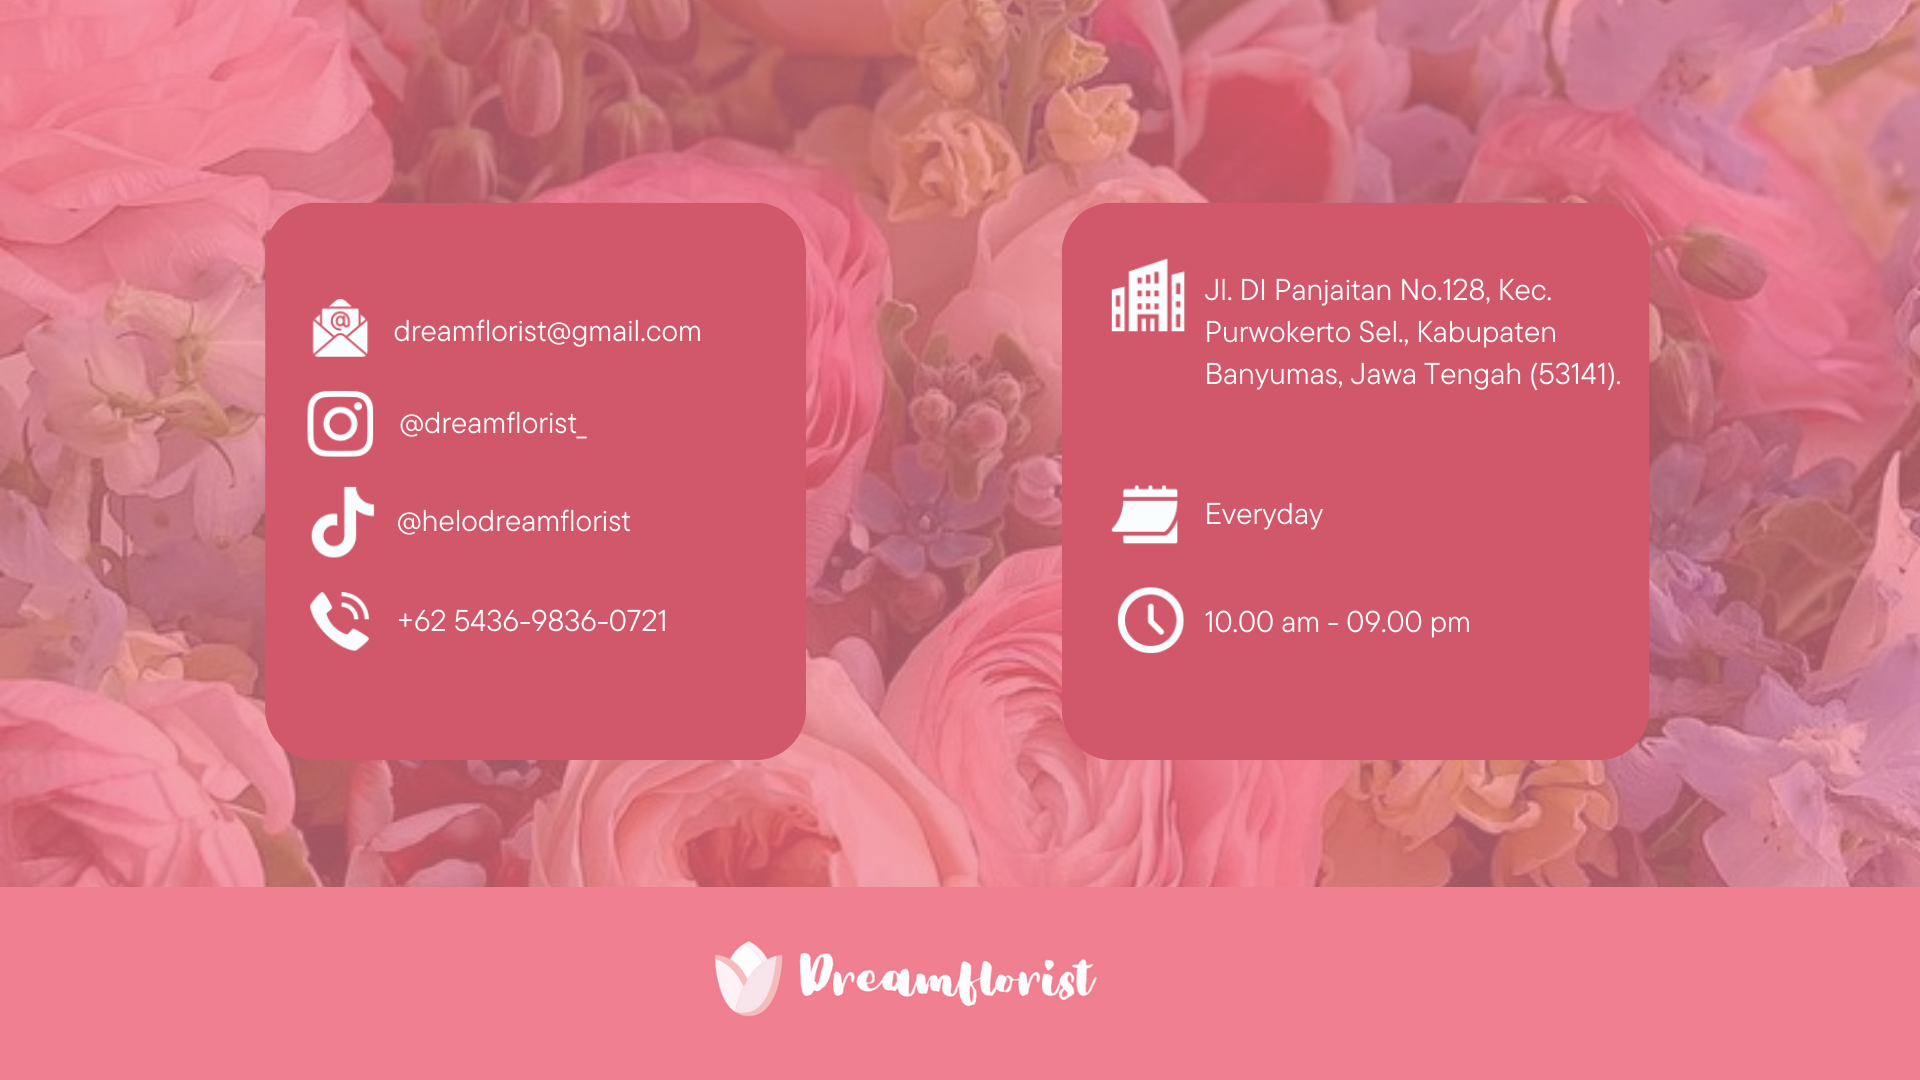 dreamflorist@gmail.com
@dreamflorist_
@helodreamflorist
+62 5436-9836-0721
Jl. DI Panjaitan No.128, Kec.
Purwokerto Sel., Kabupaten
Banyumas, Jawa Tengah (53141).
Everyday
10.00 am - 09.00 pm
Dreamflorist